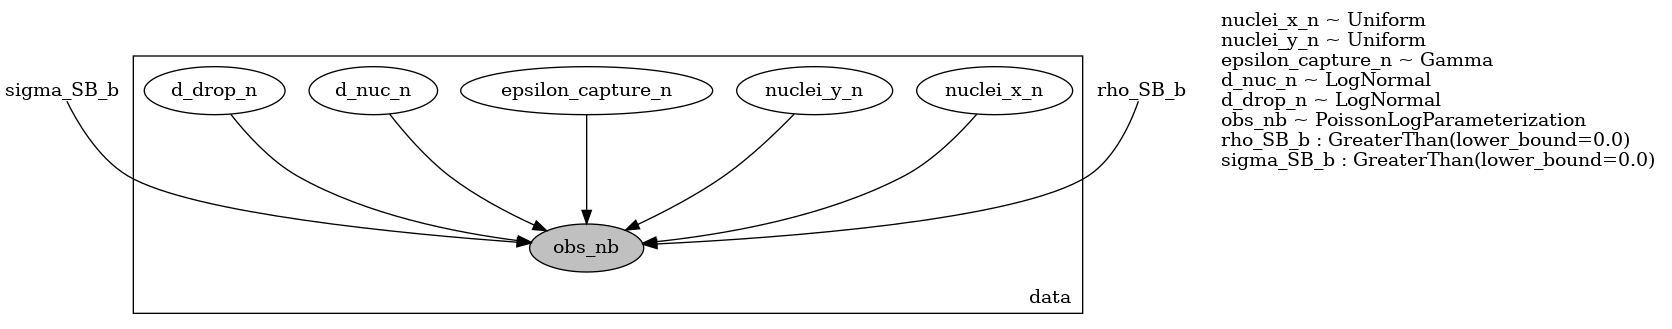 sigma_SB_b
d_drop_n
d_nuc_n
epsilon_capture_n
nuclei_y_n
nuclei_x_n
rho_SB_b
obs_nb
data
nuclei_x_n ~ Uniform
nuclei_y_n ~ Uniform
epsilon_capture_n ~ Gamma
d_nuc_n ~ LogNormal
d_drop_n ~ LogNormal
obs_nb ~ PoissonLogParameterization
rho_SB_b : GreaterThan(lower_bound=0.0)
sigma_SB_b : GreaterThan(lower_bound=0.0)